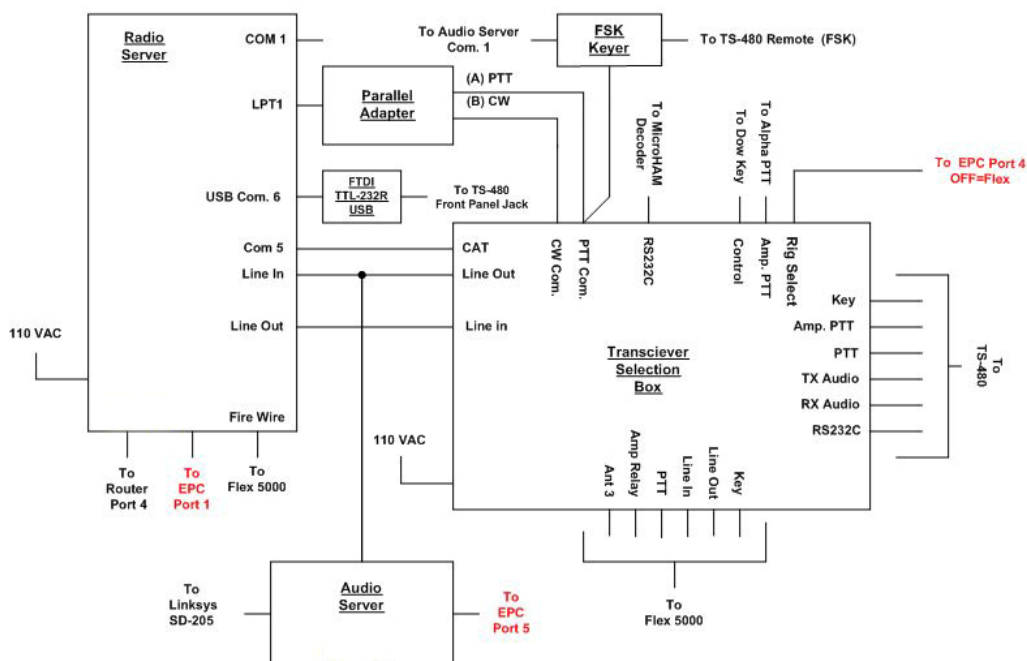 Radio
Server
COM 1
LPT1
USB Com. 6
Com 5
Line In
Line Out
Fire Wire
110 VAC
To
Router
Port 4
To
EPC
Port 1
To
Flex 5000
Parallel
Adapter
(A) PTT
(B) CW
FTDI
TTL-232R
USB
To TS-480
Front Panel Jack
To Audio Server
Com. 1
FSK
Keyer
To TS-480 Remote (FSK)
To MicroHAM
Decoder
To Dow Key
To Alpha PTT
To EPC Port 4
OFF=Flex
CAT
Line Out
Line in
CW Com.
PTT Com.
RS232C
Control
Amp. PTT
Rig Select
Transciever
Selection
Box
Key
Amp. PTT
PTT
TX Audio
RX Audio
RS232C
To
TS-480
110 VAC
Ant 3
Amp Relay
PTT
Line In
Line Out
Key
To
Flex 5000
To
Linksys
SD-205
Audio
Server
To
EPC
Port 5